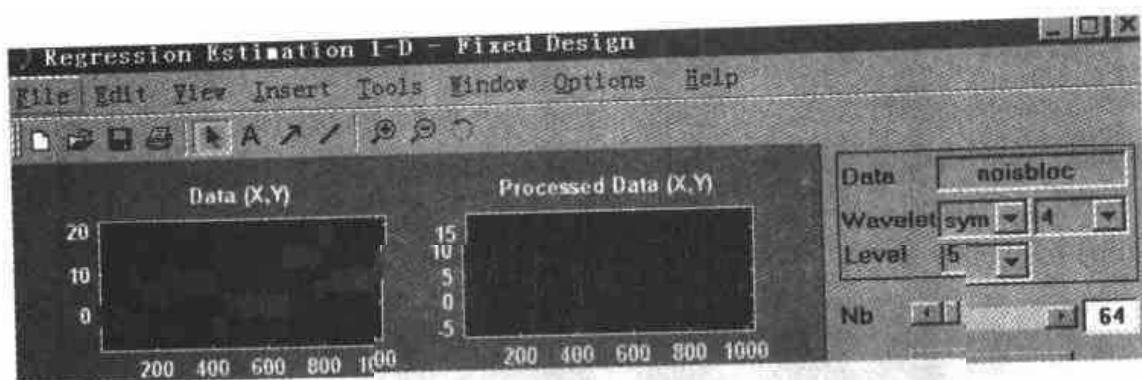 Regression Estimation 1-D - Fixed Design
File Edit View Insert Tools Window Options Help
A
Data (X,Y)
20
10
0
200 400 600 800 1000
Processed Data (X,Y)
15
10
5
0
-5
200 400 600 800 1000
Data noisbloc
Wavelet sym 4
Level 5
Nb 64